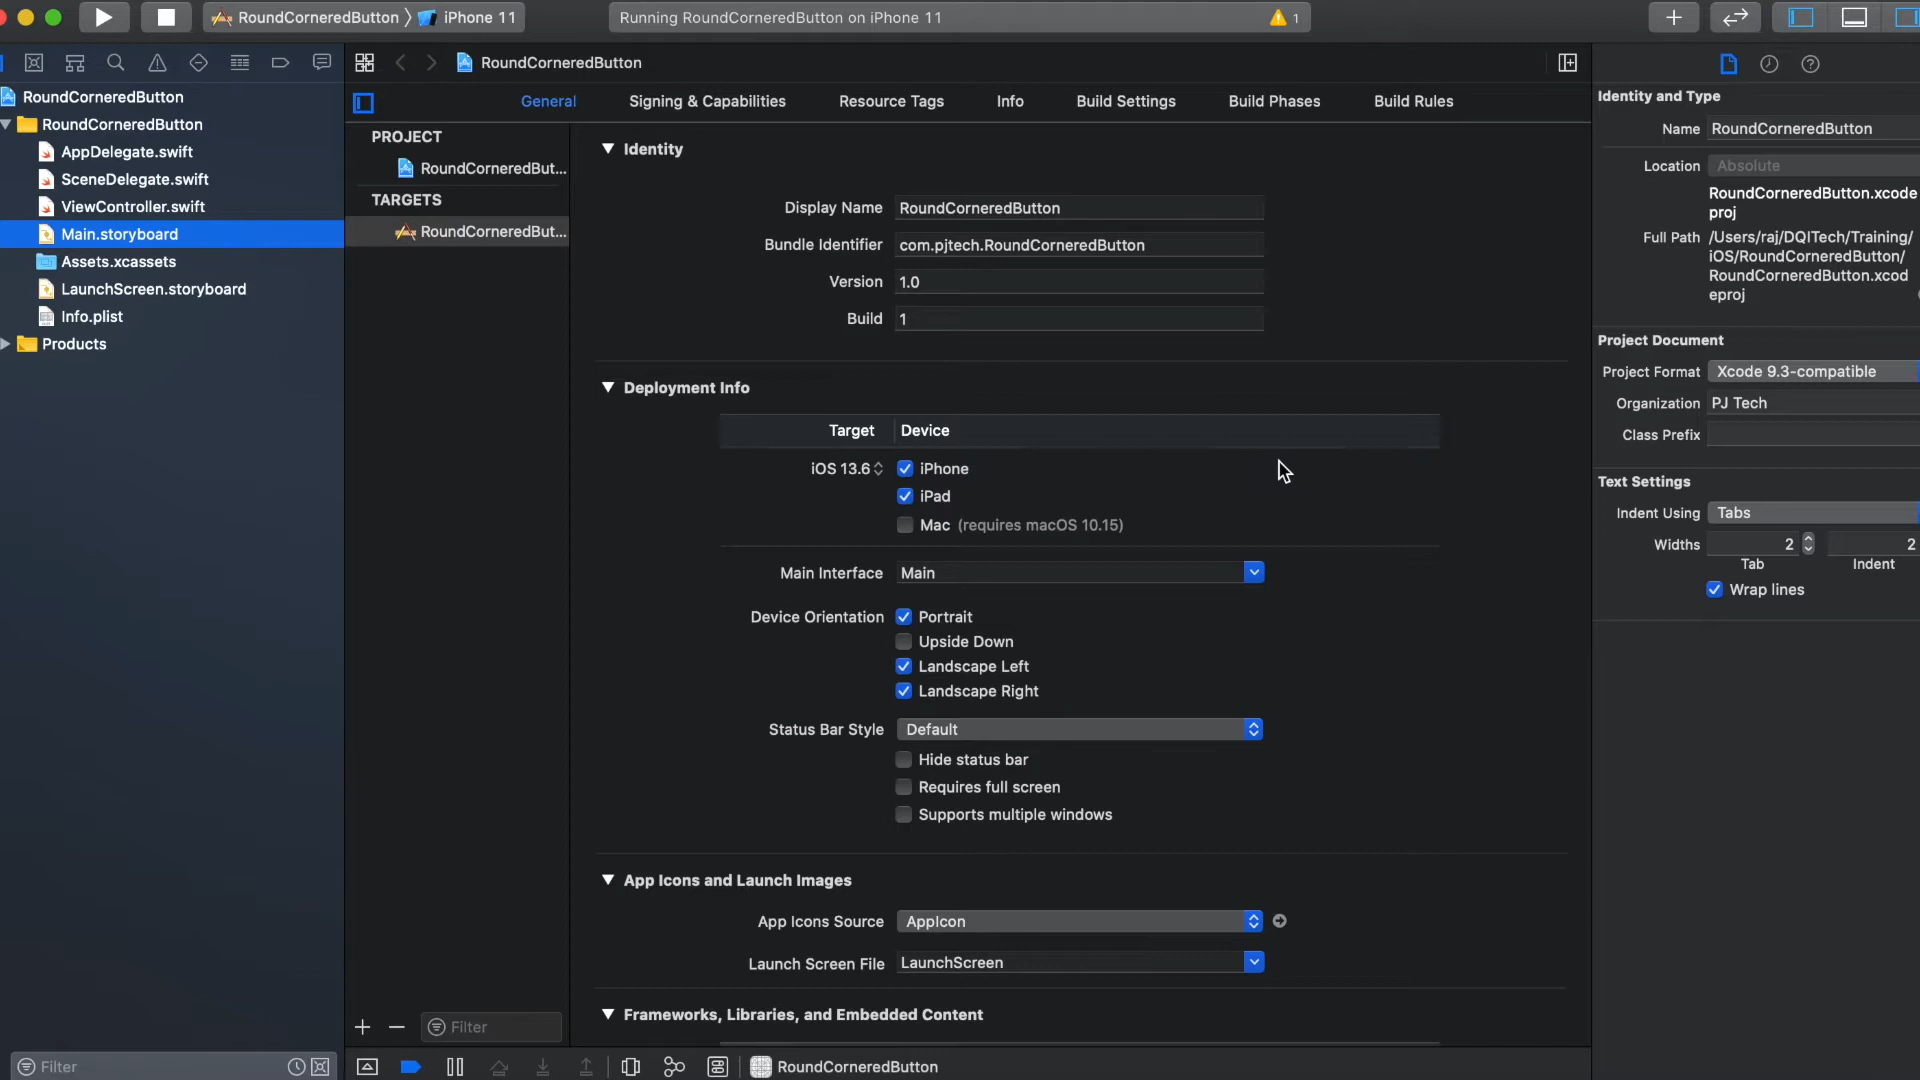 RoundCorneredButton 〉 iPhone 11
Running RoundCorneredButton on iPhone 11
1
RoundCorneredButton
General
Signing & Capabilities
Resource Tags
Info
Build Settings
Build Phases
Build Rules
RoundCorneredButton
RoundCorneredButton
AppDelegate.swift
SceneDelegate.swift
ViewController.swift
Main.storyboard
Assets.xcassets
LaunchScreen.storyboard
Info.plist
Products
Filter
PROJECT
RoundCorneredBut...
TARGETS
RoundCorneredBut...
Filter
Identity
Display Name RoundCorneredButton
Bundle Identifier com.pjtech.RoundCorneredButton
Version 1.0
Build 1
Deployment Info
Target Device
iOS 13.6 iPhone
iPad
Mac (requires macOS 10.15)
Main Interface Main
Device Orientation Portrait
Upside Down
Landscape Left
Landscape Right
Status Bar Style Default
Hide status bar
Requires full screen
Supports multiple windows
App Icons and Launch Images
App Icons Source AppIcon
Launch Screen File LaunchScreen
Frameworks, Libraries, and Embedded Content
RoundCorneredButton
Identity and Type
Name RoundCorneredButton
Location Absolute
RoundCorneredButton.xcode
proj
Full Path /Users/raj/DQITech/Training/
iOS/RoundCorneredButton/
RoundCorneredButton.xcod
eproj
Project Document
Project Format Xcode 9.3-compatible
Organization PJ Tech
Class Prefix
Text Settings
Indent Using Tabs
Widths 2 2
Tab Indent
Wrap lines